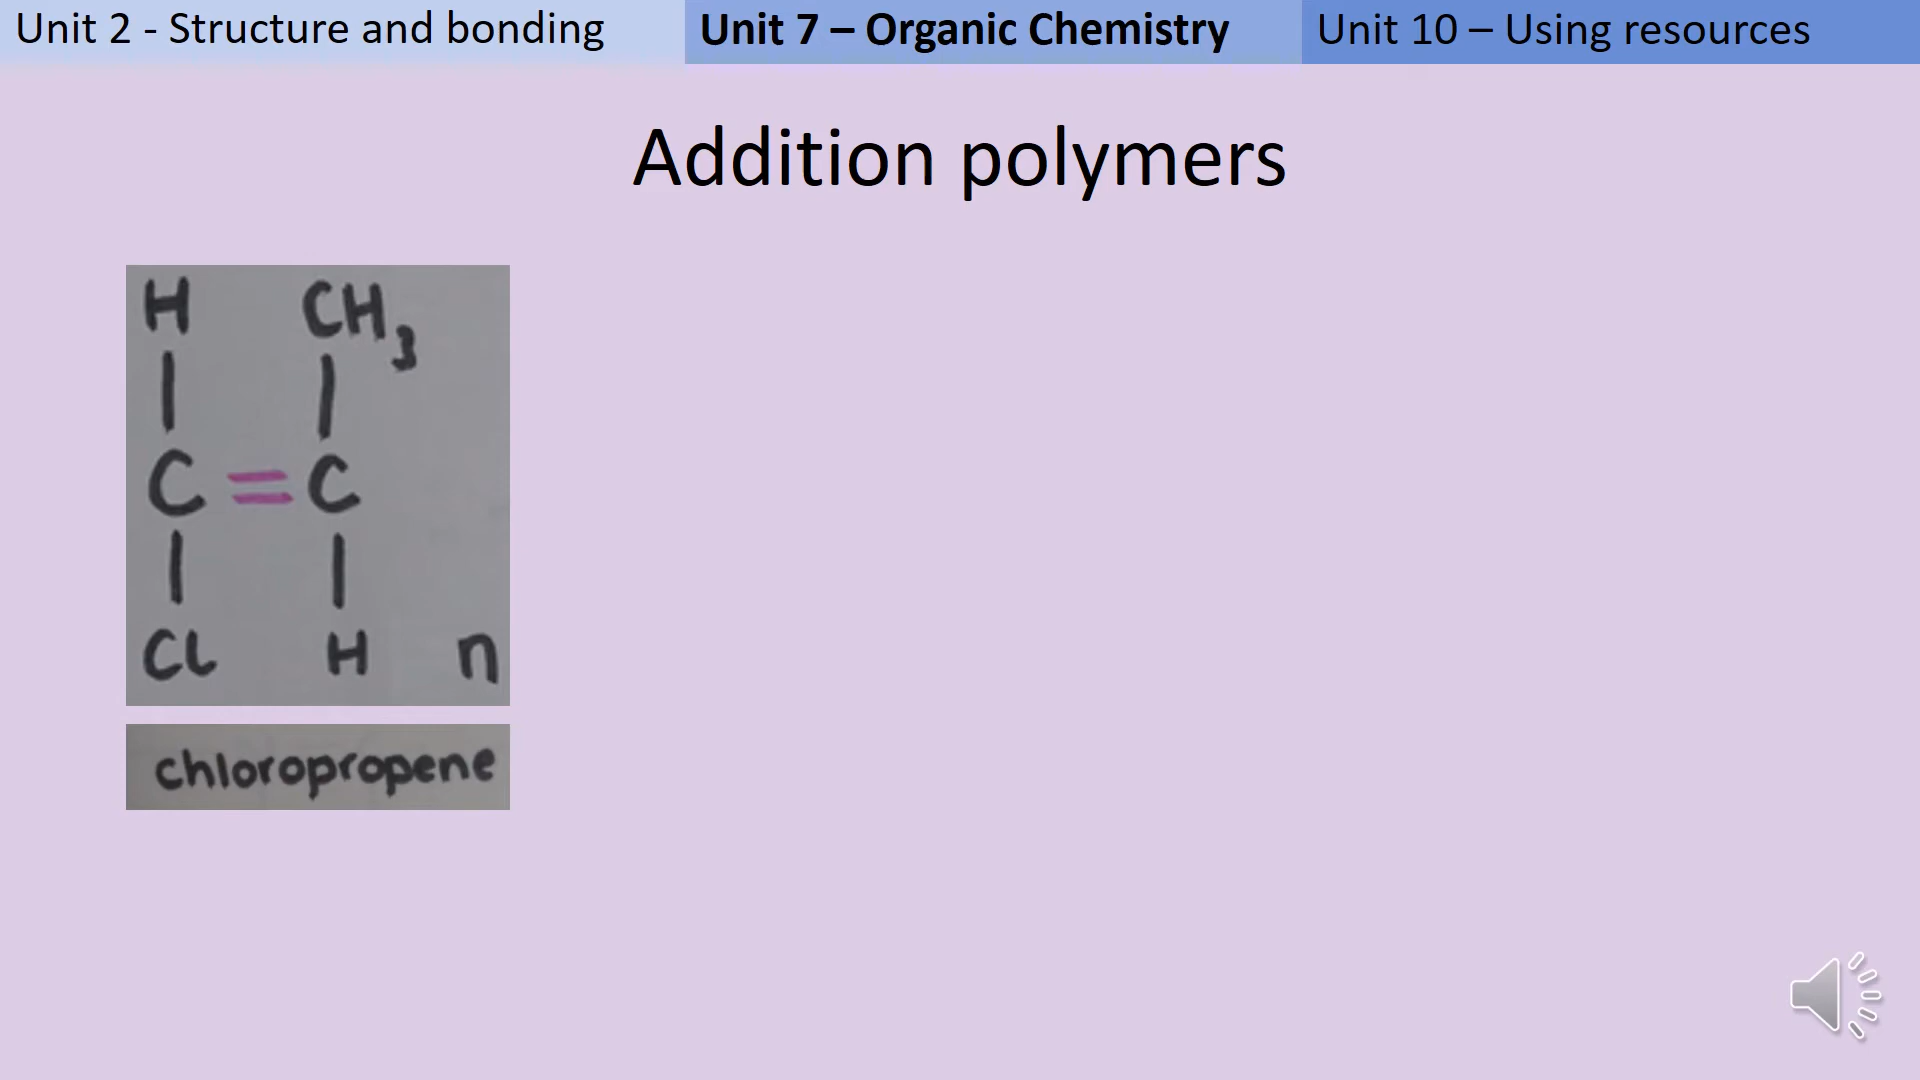 Unit 2 - Structure and bonding
Unit 7 – Organic Chemistry
Unit 10 – Using resources
Addition polymers
H CH3
C = C
Cl H n
chloropropene